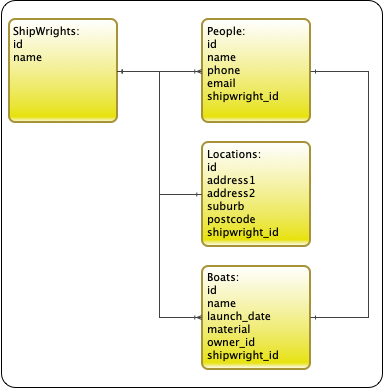 ShipWrights:
id
name
People:
id
name
phone
email
shipwright_id
Locations:
id
address1
address2
suburb
postcode
shipwright_id
Boats:
id
name
launch_date
material
owner_id
shipwright_id